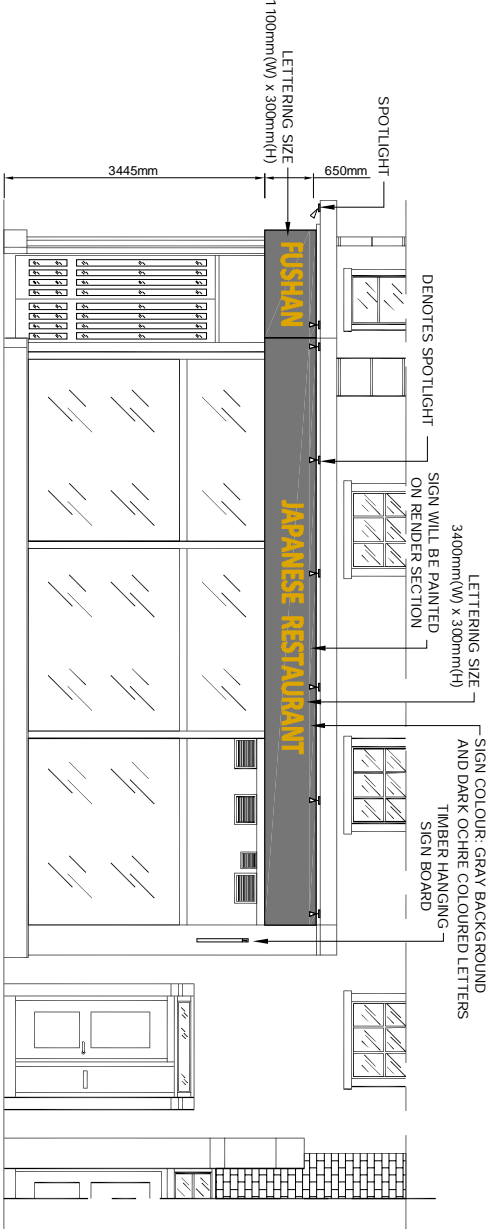 SPOTLIGHT
LETTERING SIZE
1100mm(W) x 300mm(H)
3445mm
650mm
DENOTES SPOTLIGHT
SIGN WILL BE PAINTED
ON RENDER SECTION
LETTERING SIZE
3400mm(W) x 300mm(H)
SIGN COLOUR: GRAY BACKGROUND
AND DARK OCHRE COLOURED LETTERS
TIMBER HANGING
SIGN BOARD
FUSHAN
JAPANESE RESTAURANT